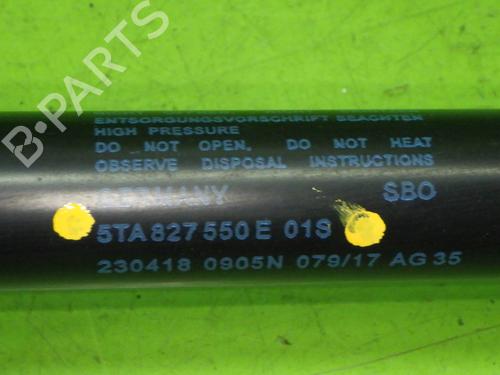 ENTSORGUNGSVORSCHRIFT BEACHTEN
HIGH PRESSURE
DO NOT OPEN. DO NOT HEAT
OBSERVE DISPOSAL INSTRUCTIONS
GERMANY SBO
5TA 827 550 E 01S
230418 0905N 079/17 AG 35
B-PARTS